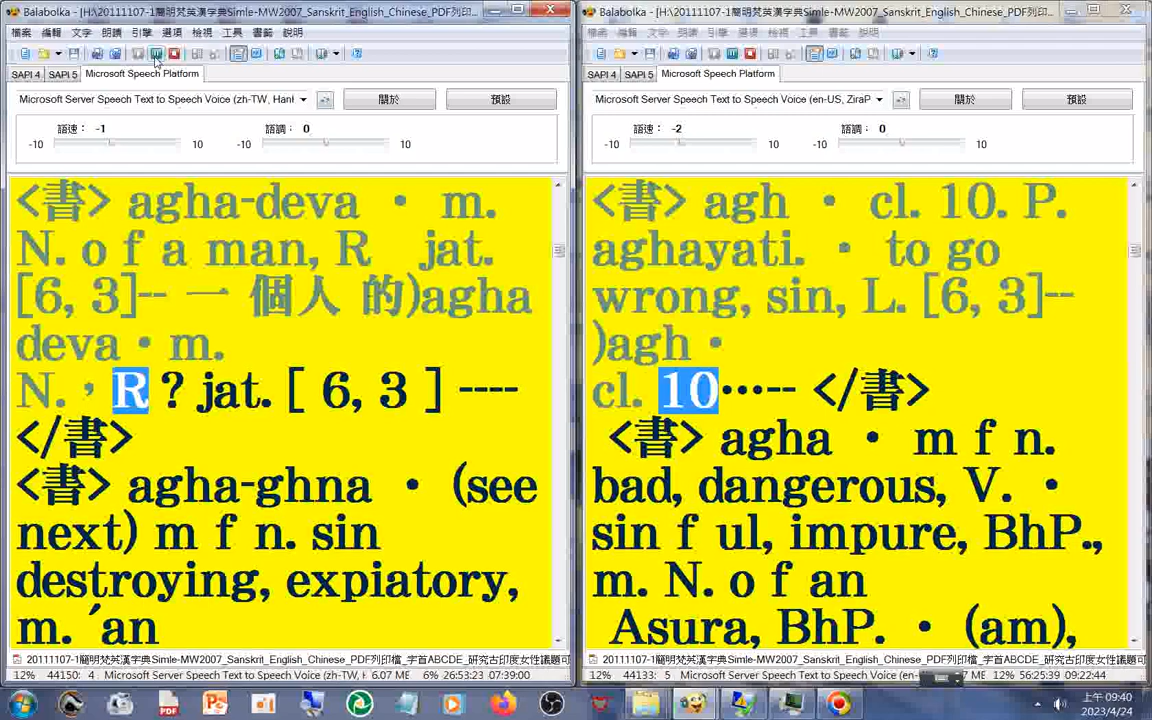 Balabolka - [H:\20111107-1簡明梵英漢字典Simle-MW2007_Sanskrit_English_Chinese_PDF列印...
檔案 編輯 文字 朗讀 引擎 選項 檢視 工具 書籤 說明
SAPI 4 SAPI 5 Microsoft Speech Platform
Microsoft Server Speech Text to Speech Voice (zh-TW, Han
關於 預設
語速： -1 語調： 0
-10 10 -10 10
<書> agha-deva ‧ m.
N. o f a man, R jat.
[6, 3]-- 一 個人 的)agha
deva‧m.
N.，R？jat. [ 6, 3 ] ----
</書>
<書> agha-ghna ‧ (see
next) m f n. sin
destroying, expiatory,
m. ´an
20111107-1簡明梵英漢字典Simle-MW2007_Sanskrit_English_Chinese_PDF列印檔_字首ABCDE_研究古印度女性議題可
12% 44150: 4 Microsoft Server Speech Text to Speech Voice (zh-TW, H 6.07 MB 6% 26:53:23 07:39:00
Balabolka - [H:\20111107-1簡明梵英漢字典Simle-MW2007_Sanskrit_English_Chinese_PDF列印...
檔案 編輯 文字 朗讀 引擎 選項 檢視 工具 書籤 說明
SAPI 4 SAPI 5 Microsoft Speech Platform
Microsoft Server Speech Text to Speech Voice (en-US, ZiraP
關於 預設
語速： -2 語調： 0
-10 10 -10 10
<書> agh ‧ cl. 10. P.
aghayati. ‧ to go
wrong, sin, L. [6, 3]--
)agh‧
cl. 10…-- </書>
<書> agha ‧ m f n.
bad, dangerous, V. ‧
sin f ul, impure, BhP.,
m. N. o f an
Asura, BhP. ‧ (am),
20111107-1簡明梵英漢字典Simle-MW2007_Sanskrit_English_Chinese_PDF列印檔_字首ABCDE_研究古印度女性議題可
12% 44133: 5 Microsoft Server Speech Text to Speech Voice 12% 56:25:39 09:22:44
上午 09:40
2023/4/24